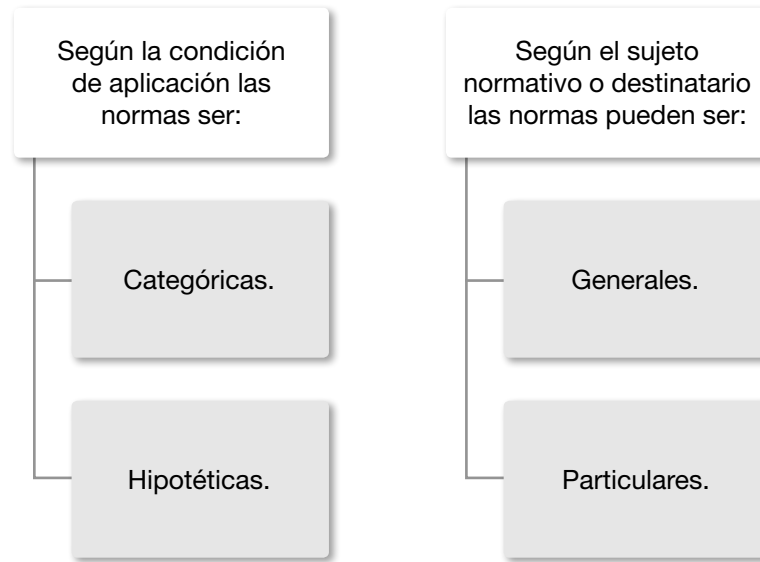 Según la condición
de aplicación las
normas ser:
Categóricas.
Hipotéticas.
Según el sujeto
normativo o destinatario
las normas pueden ser:
Generales.
Particulares.